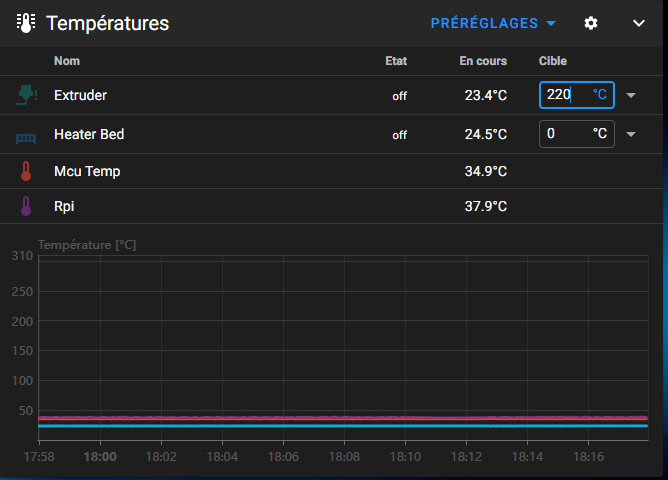 Températures PRÉRÉGLAGES
Nom Etat En cours Cible
Extruder off 23.4°C 220 °C
Heater Bed off 24.5°C 0 °C
Mcu Temp 34.9°C
Rpi 37.9°C
Température [°C]
310
250
200
150
100
50
17:58 18:00 18:02 18:04 18:06 18:08 18:10 18:12 18:14 18:16